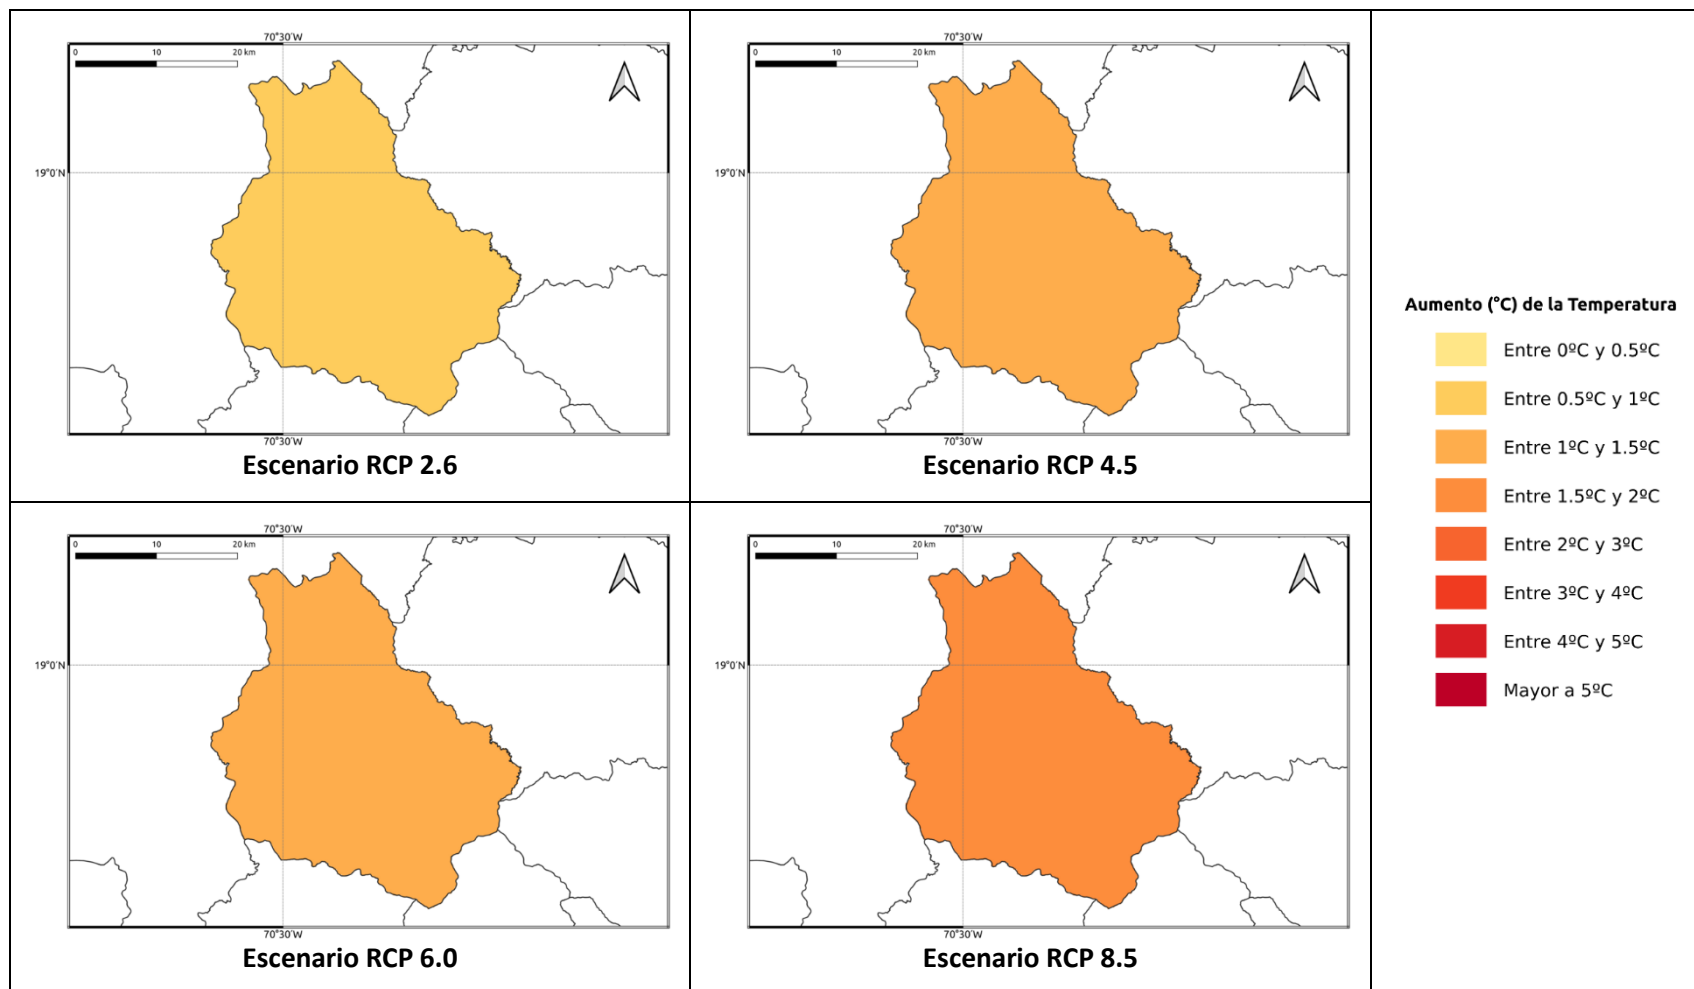 70°30'W
0 10 20 km
19°0'N
70°30'W
Escenario RCP 2.6
70°30'W
0 10 20 km
19°0'N
70°30'W
Escenario RCP 4.5
70°30'W
0 10 20 km
19°0'N
70°30'W
Escenario RCP 6.0
70°30'W
0 10 20 km
19°0'N
70°30'W
Escenario RCP 8.5
Aumento (°C) de la Temperatura
Entre 0ºC y 0.5ºC
Entre 0.5ºC y 1ºC
Entre 1ºC y 1.5ºC
Entre 1.5ºC y 2ºC
Entre 2ºC y 3ºC
Entre 3ºC y 4ºC
Entre 4ºC y 5ºC
Mayor a 5ºC